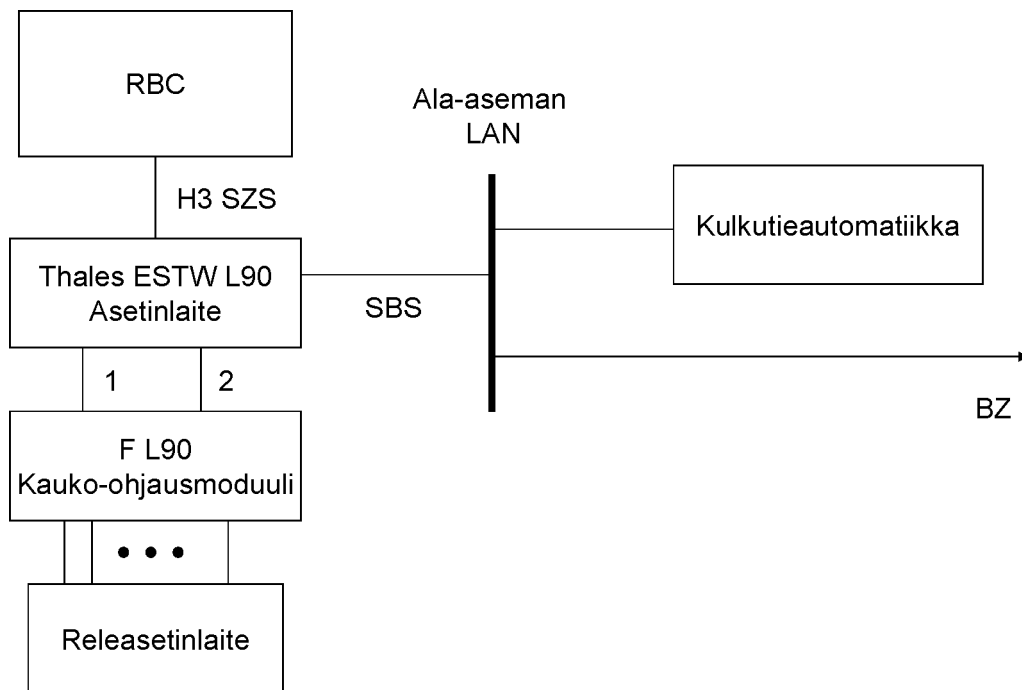 RBC
Ala-aseman
LAN
H3 SZS
Kulkutieautomatiikka
Thales ESTW L90
Asetinlaite
SBS
1
2
BZ
F L90
Kauko-ohjausmoduuli
Releasetinlaite